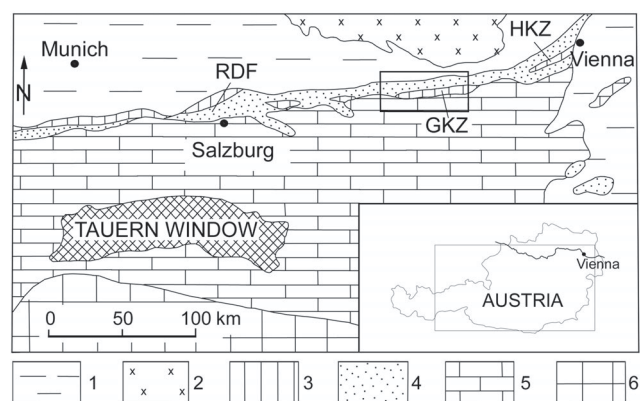 HKZ
Munich
Vienna
RDF
N
GKZ
Salzburg
TAUERN WINDOW
Vienna
AUSTRIA
0 50 100 km
x x x x x x x x x x
1 2 3 4 5 6